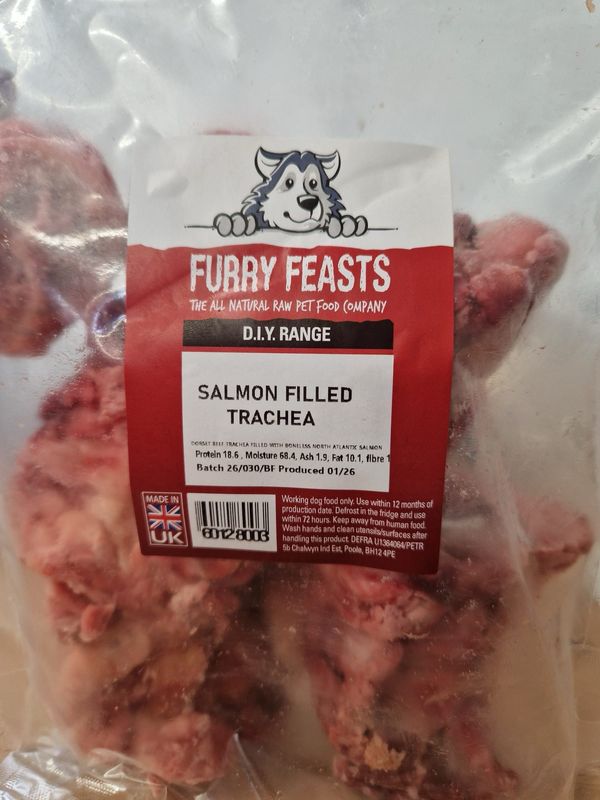 FURRY FEASTS
THE ALL NATURAL RAW PET FOOD COMPANY
D.I.Y. RANGE
SALMON FILLED
TRACHEA
DORSET BEEF TRACHEA FILLED WITH BONELESS NORTH ATLANTIC SALMON
Protein 18.6 , Moisture 68.4, Ash 1.9, Fat 10.1, fibre 1
Batch 26/030/BF Produced 01/26
MADE IN
UK
60128003
Working dog food only. Use within 12 months of
production date. Defrost in the fridge and use
within 72 hours. Keep away from human food.
Wash hands and clean utensils/surfaces after
handling this product. DEFRA U1364064/PETR
5b Chalwyn Ind Est, Poole, BH12 4PE